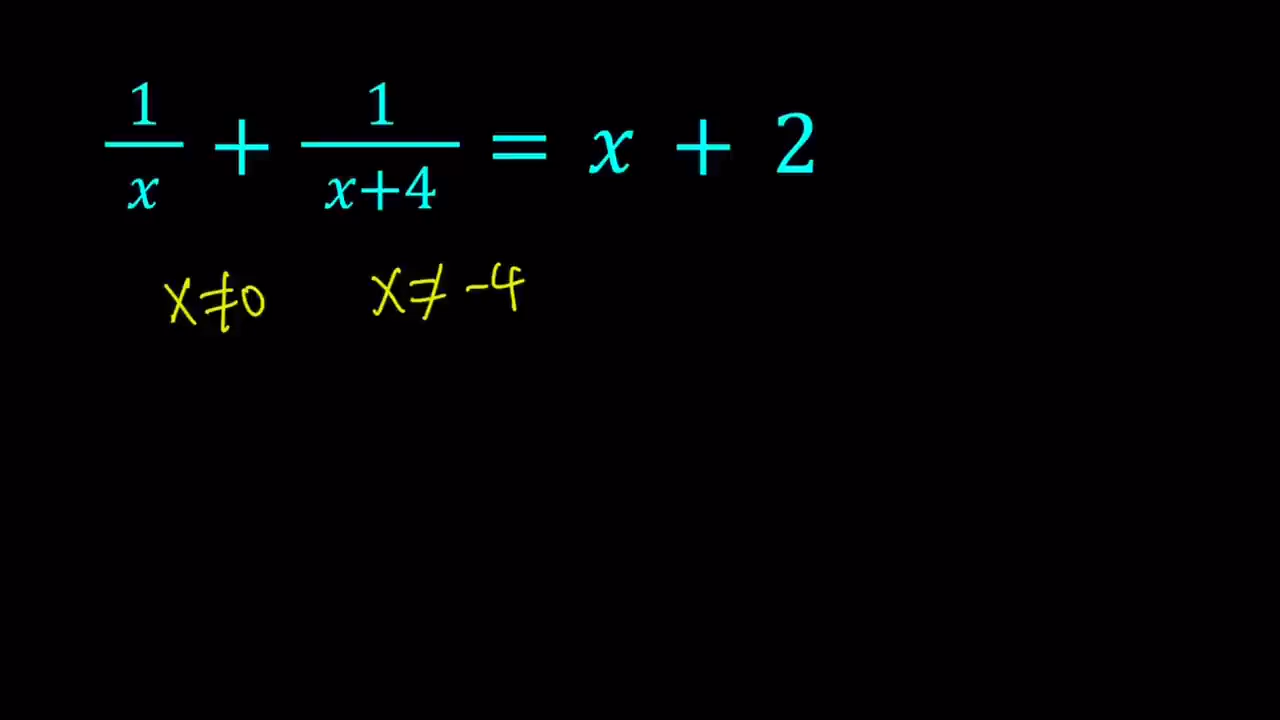 1/x + 1/(x+4) = x + 2
x≠0 x≠-4